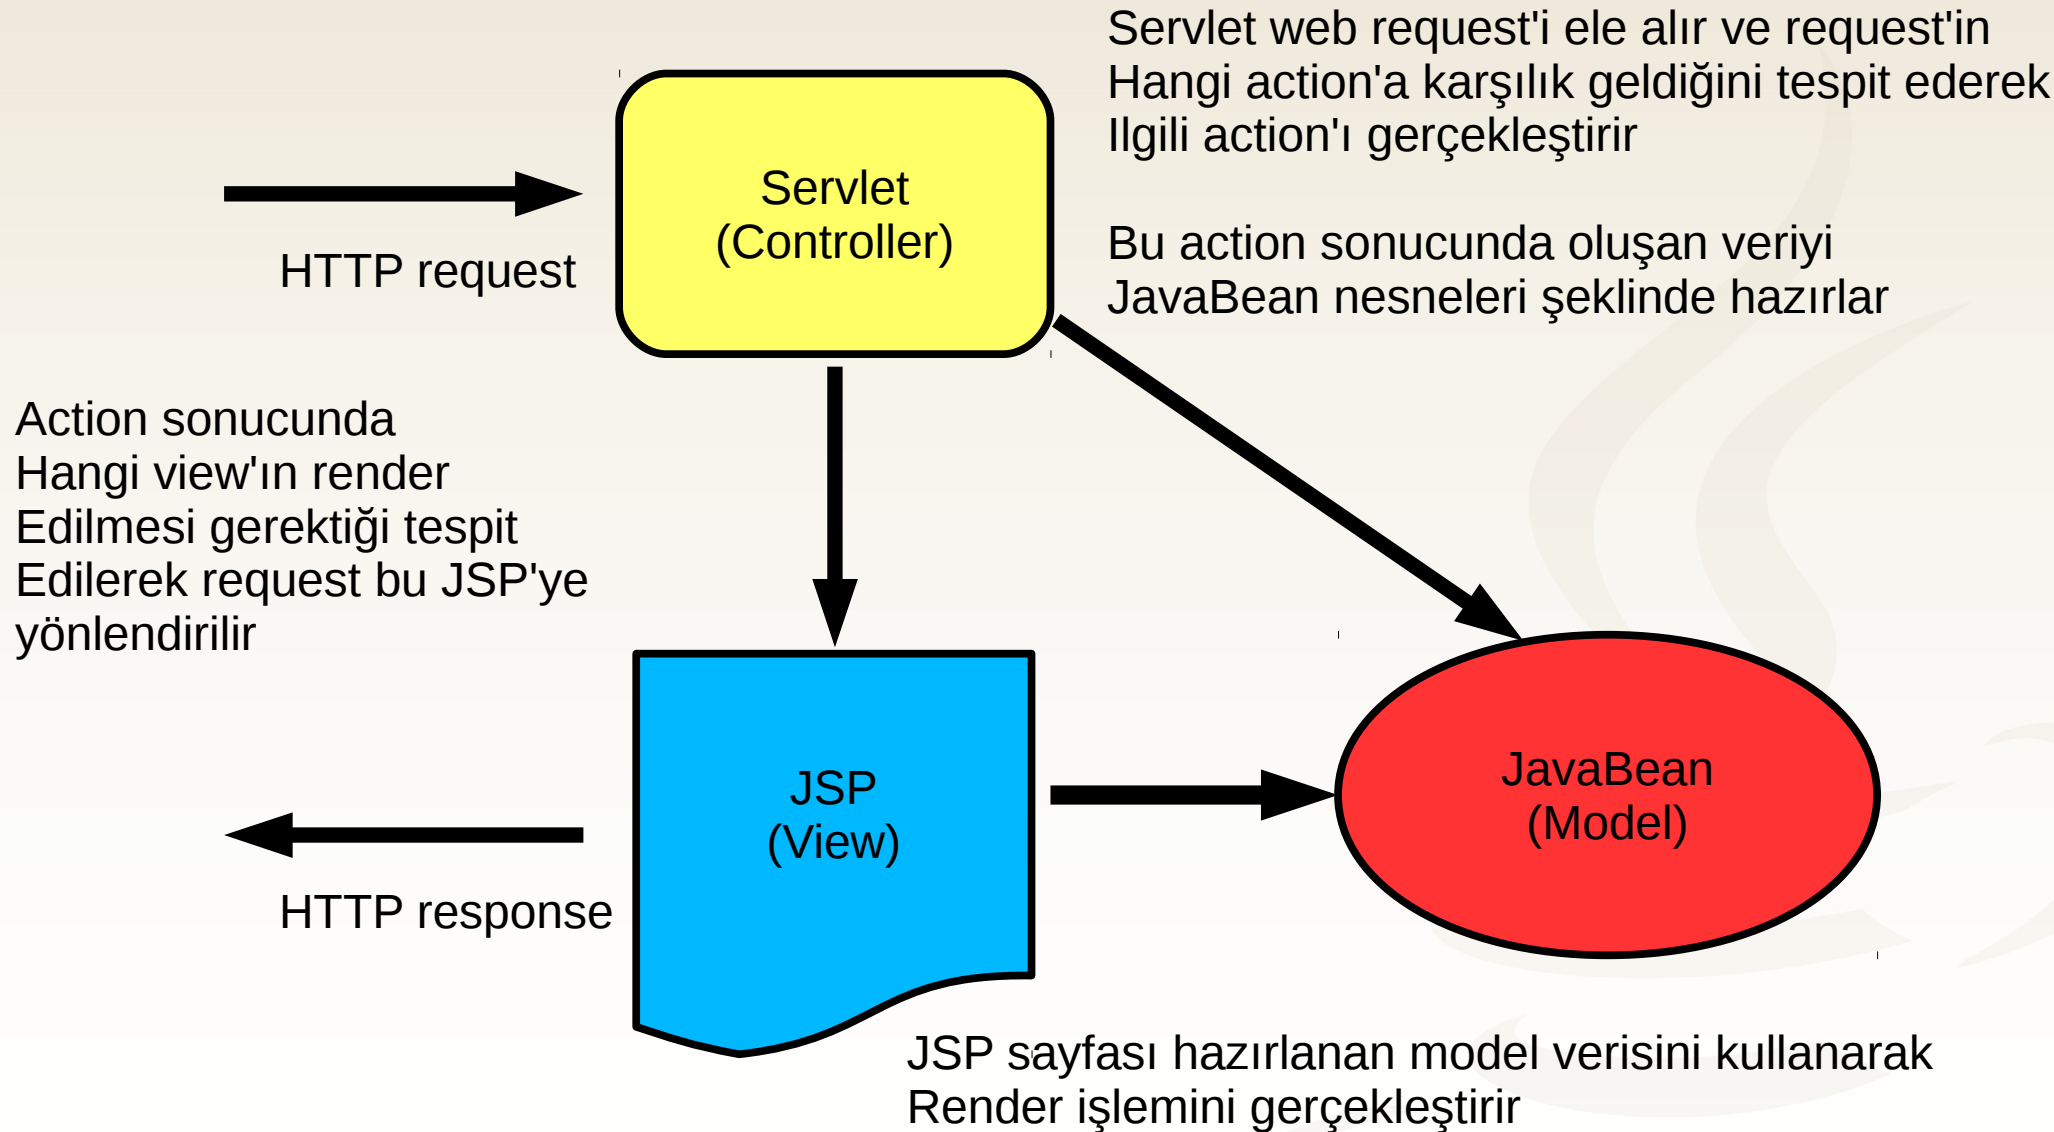 Servlet web request'i ele alır ve request'in
Hangi action'a karşılık geldiğini tespit ederek
Ilgili action'ı gerçekleştirir
Servlet
(Controller)
HTTP request
Bu action sonucunda oluşan veriyi
JavaBean nesneleri şeklinde hazırlar
Action sonucunda
Hangi view'ın render
Edilmesi gerektiği tespit
Edilerek request bu JSP'ye
yönlendirilir
JSP
(View)
JavaBean
(Model)
HTTP response
JSP sayfası hazırlanan model verisini kullanarak
Render işlemini gerçekleştirir